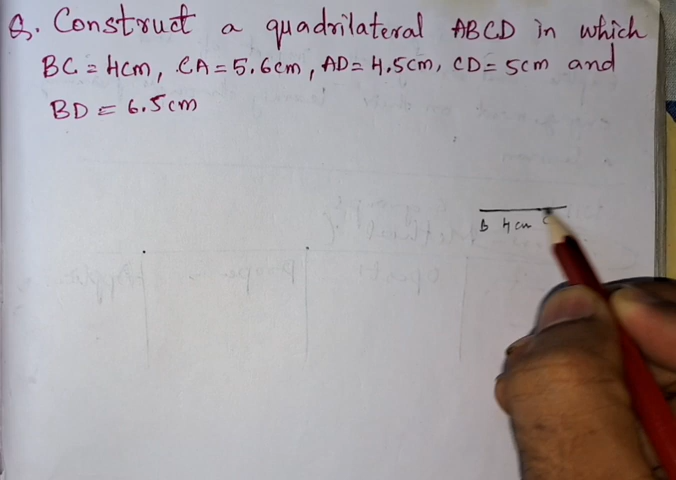 Q. Construct a quadrilateral ABCD in which
BC = 4cm, CA = 5.6cm, AD = 4.5cm, CD = 5cm and
BD = 6.5cm
B 4cm C